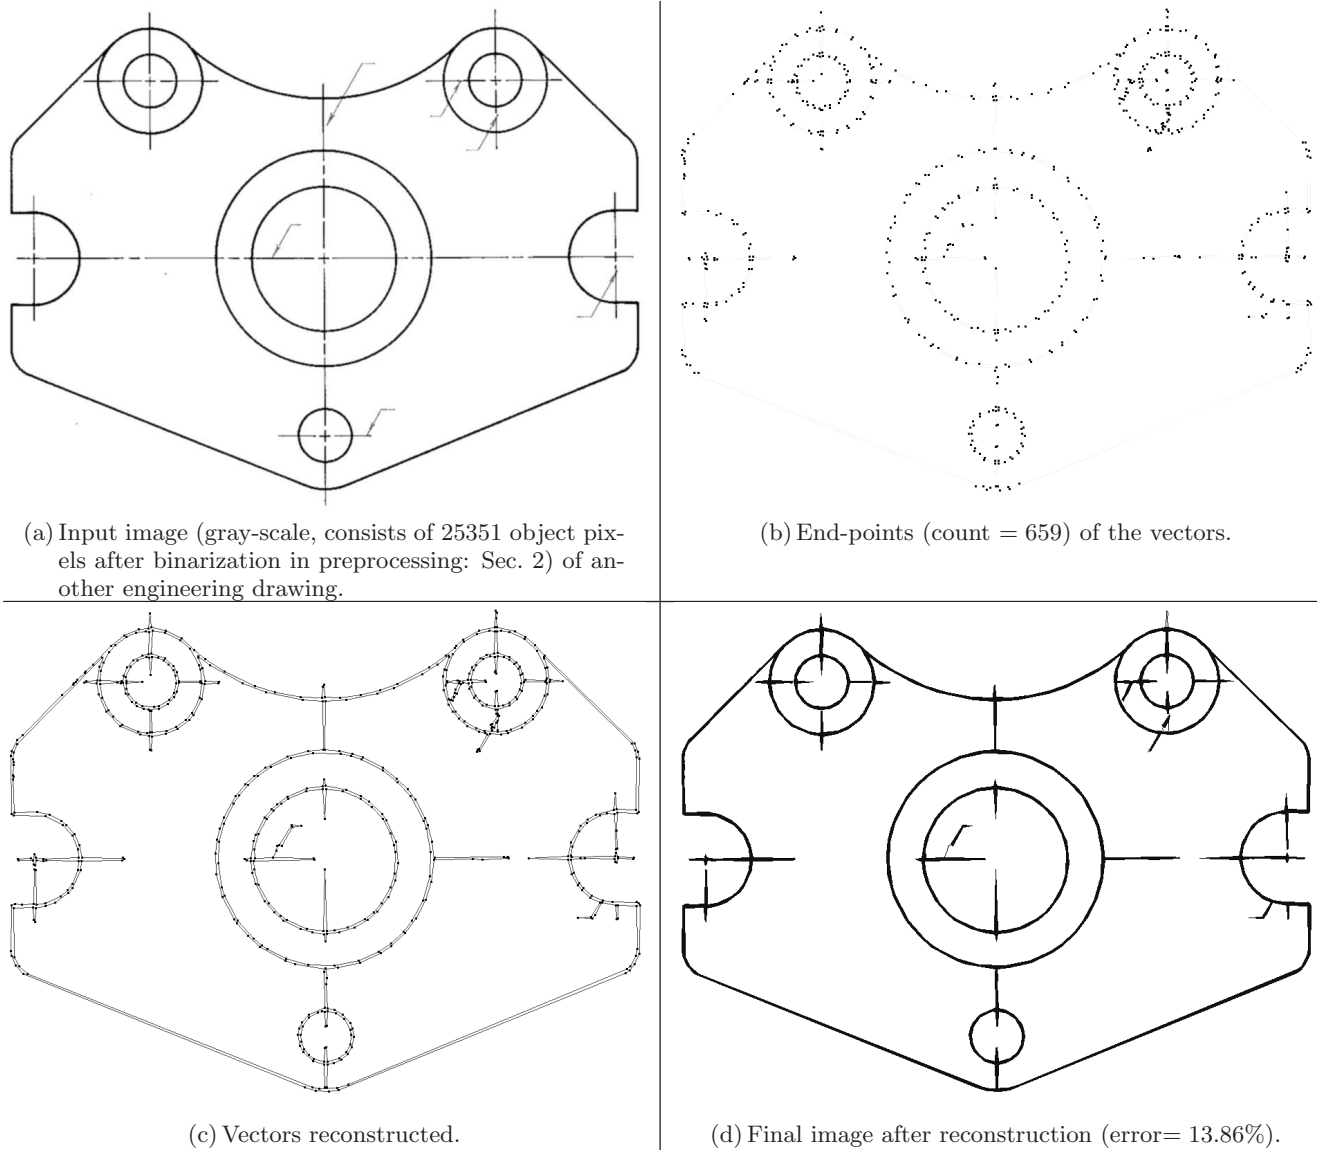 (a) Input image (gray-scale, consists of 25351 object pix-
els after binarization in preprocessing: Sec. 2) of an-
other engineering drawing.
(b) End-points (count = 659) of the vectors.
(c) Vectors reconstructed.
(d) Final image after reconstruction (error= 13.86%).